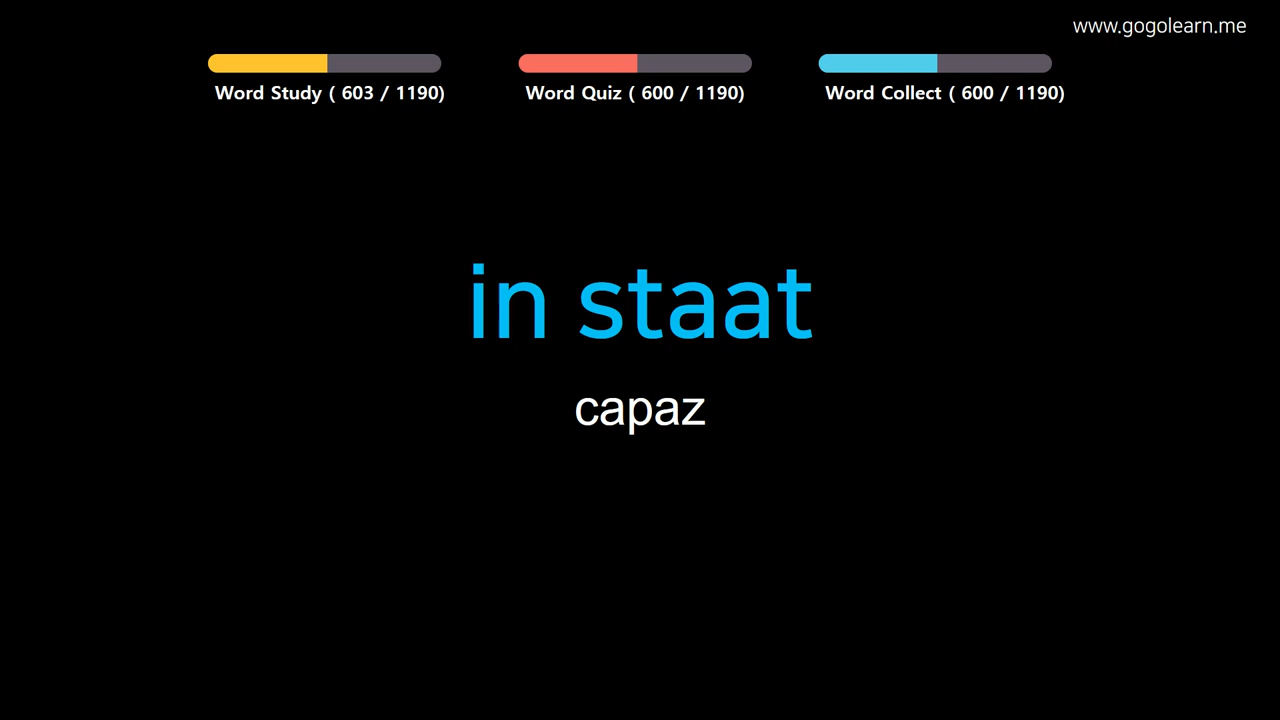 www.gogolearn.me
Word Study ( 603 / 1190)
Word Quiz ( 600 / 1190)
Word Collect ( 600 / 1190)
in staat
capaz